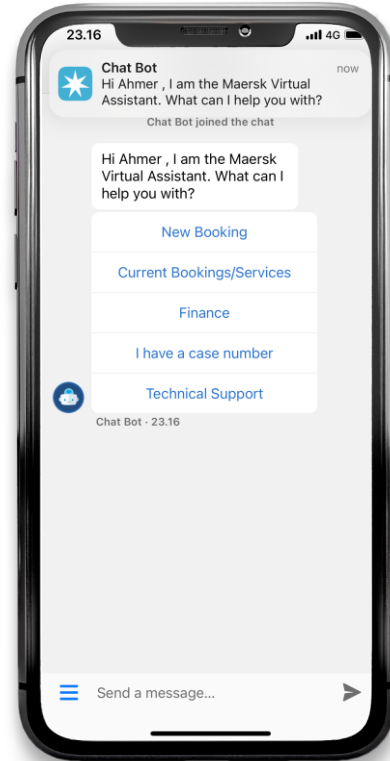 23.16
4G
Chat Bot
now
Hi Ahmer , I am the Maersk Virtual
Assistant. What can I help you with?
Chat Bot joined the chat
Hi Ahmer , I am the Maersk
Virtual Assistant. What can I
help you with?
New Booking
Current Bookings/Services
Finance
I have a case number
Technical Support
Chat Bot · 23.16
Send a message...